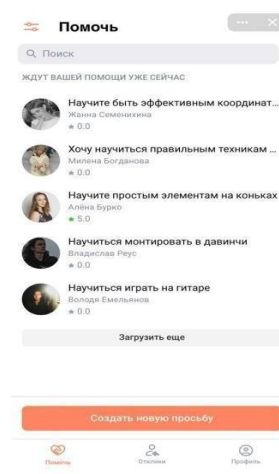 Помочь
Поиск
ЖДУТ ВАШЕЙ ПОМОЩИ УЖЕ СЕЙЧАС
Научите быть эффективным координат...
Жанна Семенихина
0.0
Хочу научиться правильным техникам ...
Милена Богданова
0.0
Научите простым элементам на коньках
Алёна Бурко
5.0
Научиться монтировать в давинчи
Владислав Реус
0.0
Научиться играть на гитаре
Володя Емельянов
0.0
Загрузить еще
Создать новую просьбу
Помочь
Отклики
Профиль